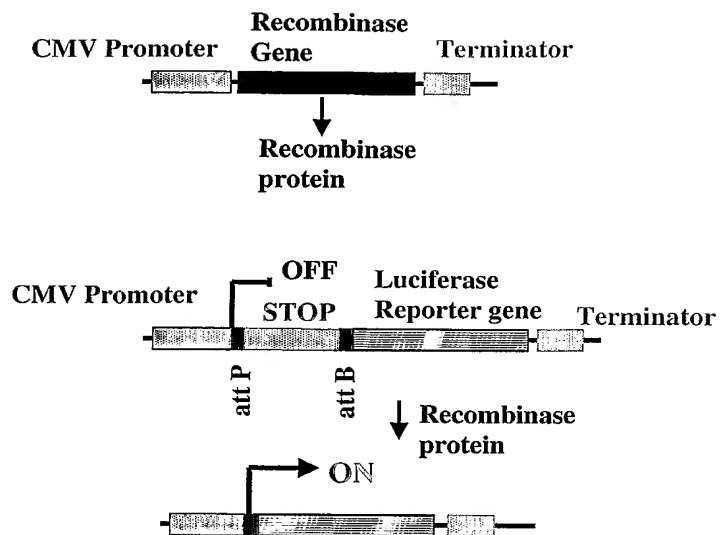 Recombinase
CMV Promoter Gene Terminator
Recombinase
protein
OFF
Luciferase
CMV Promoter STOP Reporter gene Terminator
att P
att B
Recombinase
protein
ON